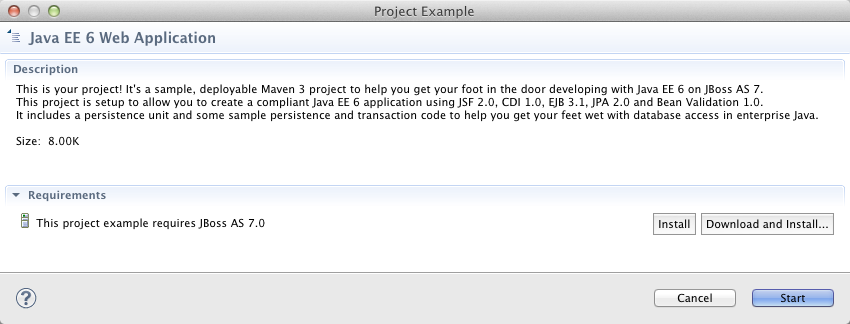 Project Example
Java EE 6 Web Application
Description
This is your project! It's a sample, deployable Maven 3 project to help you get your foot in the door developing with Java EE 6 on JBoss AS 7.
This project is setup to allow you to create a compliant Java EE 6 application using JSF 2.0, CDI 1.0, EJB 3.1, JPA 2.0 and Bean Validation 1.0.
It includes a persistence unit and some sample persistence and transaction code to help you get your feet wet with database access in enterprise Java.
Size: 8.00K
Requirements
This project example requires JBoss AS 7.0
Install
Download and Install...
?
Cancel
Start